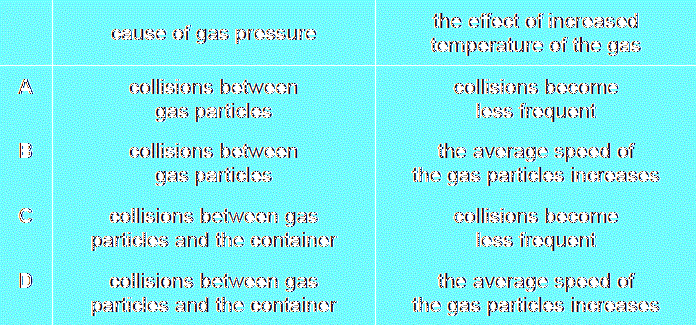 cause of gas pressure
the effect of increased
temperature of the gas
A
collisions between
gas particles
collisions become
less frequent
B
collisions between
gas particles
the average speed of
the gas particles increases
C
collisions between gas
particles and the container
collisions become
less frequent
D
collisions between gas
particles and the container
the average speed of
the gas particles increases